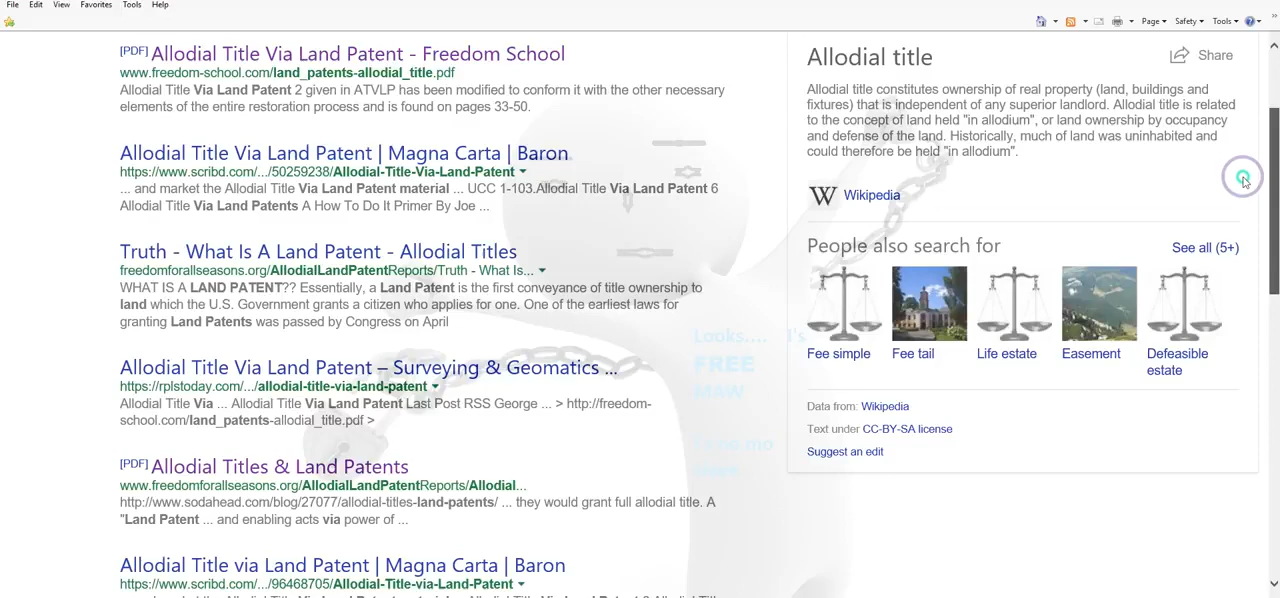 File Edit View Favorites Tools Help
Page Safety Tools
[PDF] Allodial Title Via Land Patent - Freedom School
www.freedom-school.com/land_patents-allodial_title.pdf
Allodial Title Via Land Patent 2 given in ATVLP has been modified to conform it with the other necessary
elements of the entire restoration process and is found on pages 33-50.
Allodial Title Via Land Patent | Magna Carta | Baron
https://www.scribd.com/.../50259238/Allodial-Title-Via-Land-Patent
... and market the Allodial Title Via Land Patent material ... UCC 1-103.Allodial Title Via Land Patent 6
Allodial Title Via Land Patents A How To Do It Primer By Joe ...
Truth - What Is A Land Patent - Allodial Titles
freedomforallseasons.org/AllodialLandPatentReports/Truth - What Is...
WHAT IS A LAND PATENT?? Essentially, a Land Patent is the first conveyance of title ownership to
land which the U.S. Government grants a citizen who applies for one. One of the earliest laws for
granting Land Patents was passed by Congress on April
Allodial Title Via Land Patent – Surveying & Geomatics ...
https://rplstoday.com/.../allodial-title-via-land-patent
Allodial Title Via ... Allodial Title Via Land Patent Last Post RSS George ... > http://freedom-
school.com/land_patents-allodial_title.pdf >
[PDF] Allodial Titles & Land Patents
www.freedomforallseasons.org/AllodialLandPatentReports/Allodial...
http://www.sodahead.com/blog/27077/allodial-titles-land-patents/ ... they would grant full allodial title. A
"Land Patent ... and enabling acts via power of ...
Allodial Title via Land Patent | Magna Carta | Baron
https://www.scribd.com/.../96468705/Allodial-Title-via-Land-Patent
Looks....
FREE
MAW
Allodial title
Share
Allodial title constitutes ownership of real property (land, buildings and
fixtures) that is independent of any superior landlord. Allodial title is related
to the concept of land held "in allodium", or land ownership by occupancy
and defense of the land. Historically, much of land was uninhabited and
could therefore be held "in allodium".
W Wikipedia
People also search for
See all (5+)
Fee simple
Fee tail
Life estate
Easement
Defeasible
estate
Data from: Wikipedia
Text under CC-BY-SA license
Suggest an edit